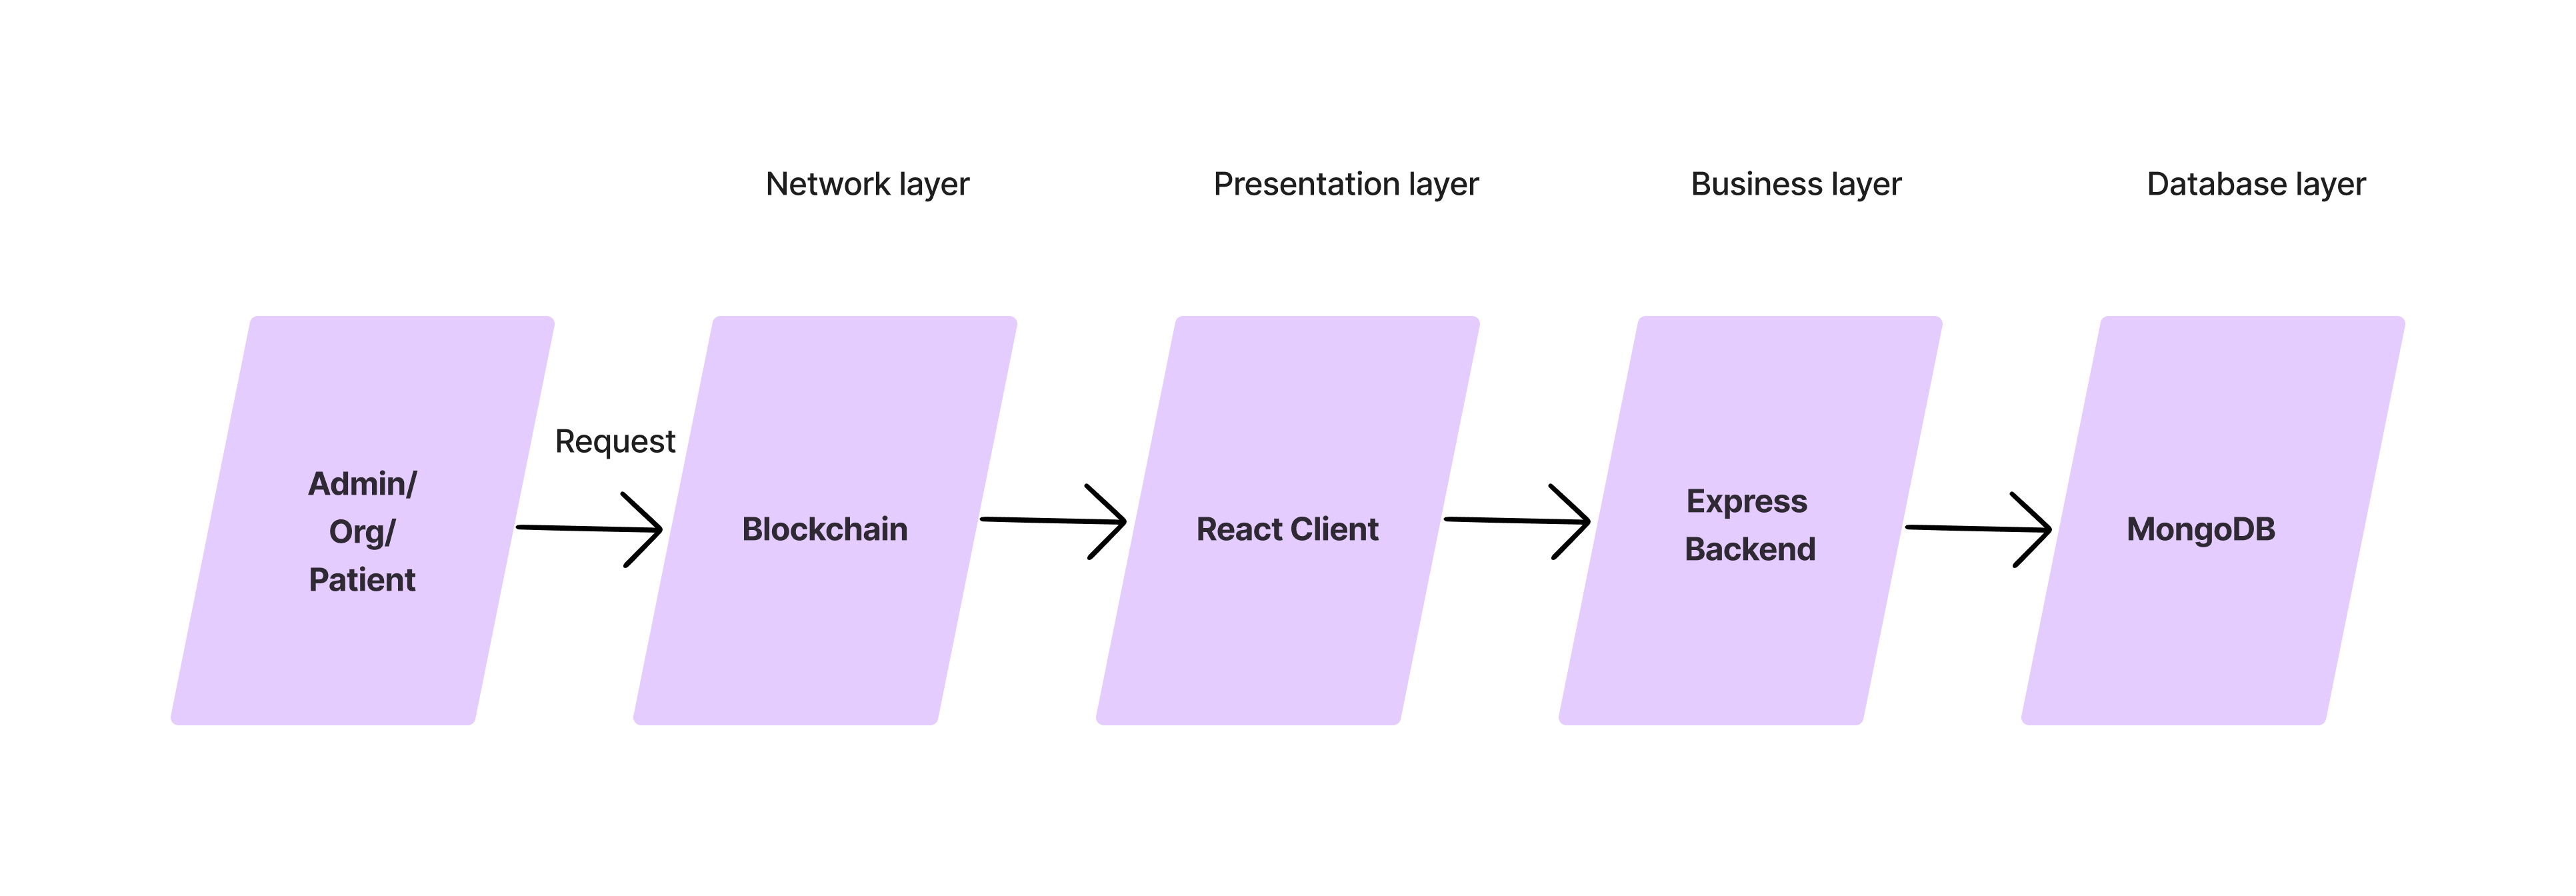 Network layer
Presentation layer
Business layer
Database layer
Request
Admin/
Org/
Patient
Blockchain
React Client
Express
Backend
MongoDB